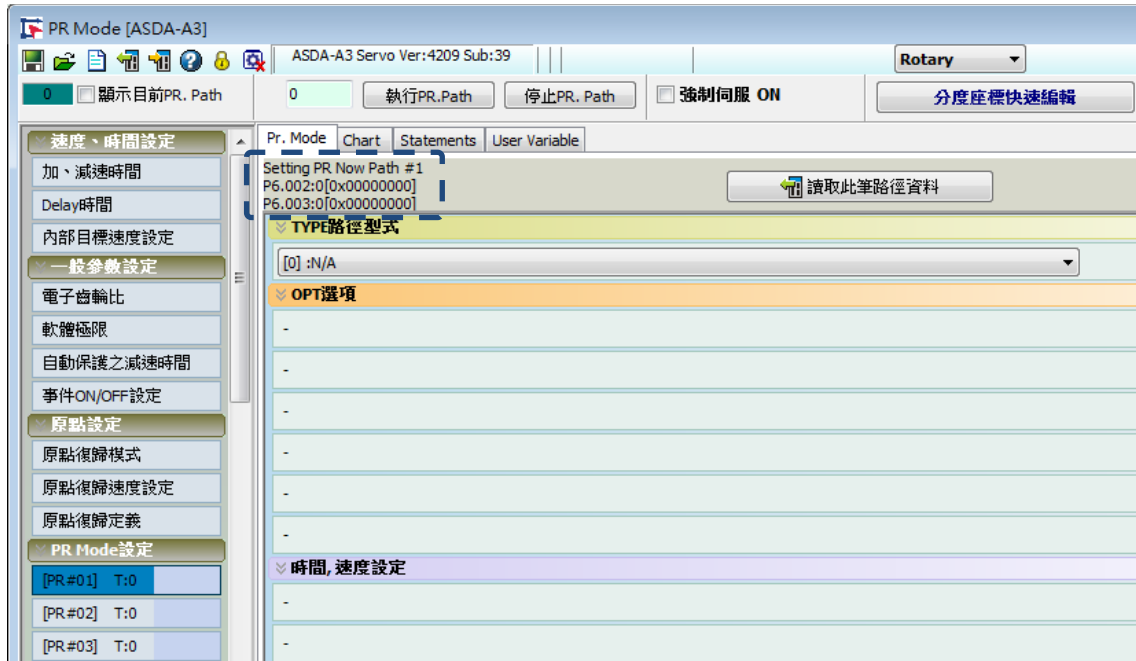 PR Mode [ASDA-A3]
ASDA-A3 Servo Ver:4209 Sub:39
Rotary
0
顯示目前PR. Path
0
執行PR.Path
停止PR. Path
強制伺服 ON
分度座標快速編輯
速度、時間設定
加、減速時間
Delay時間
內部目標速度設定
一般參數設定
電子齒輪比
軟體極限
自動保護之減速時間
事件ON/OFF設定
原點設定
原點復歸模式
原點復歸速度設定
原點復歸定義
PR Mode設定
[PR#01] T:0
[PR#02] T:0
[PR#03] T:0
Pr. Mode
Chart
Statements
User Variable
Setting PR Now Path #1
P6.002:0[0x00000000]
P6.003:0[0x00000000]
讀取此筆路徑資料
TYPE路徑型式
[0] :N/A
OPT選項
-
-
-
-
-
-
時間, 速度設定
-
-